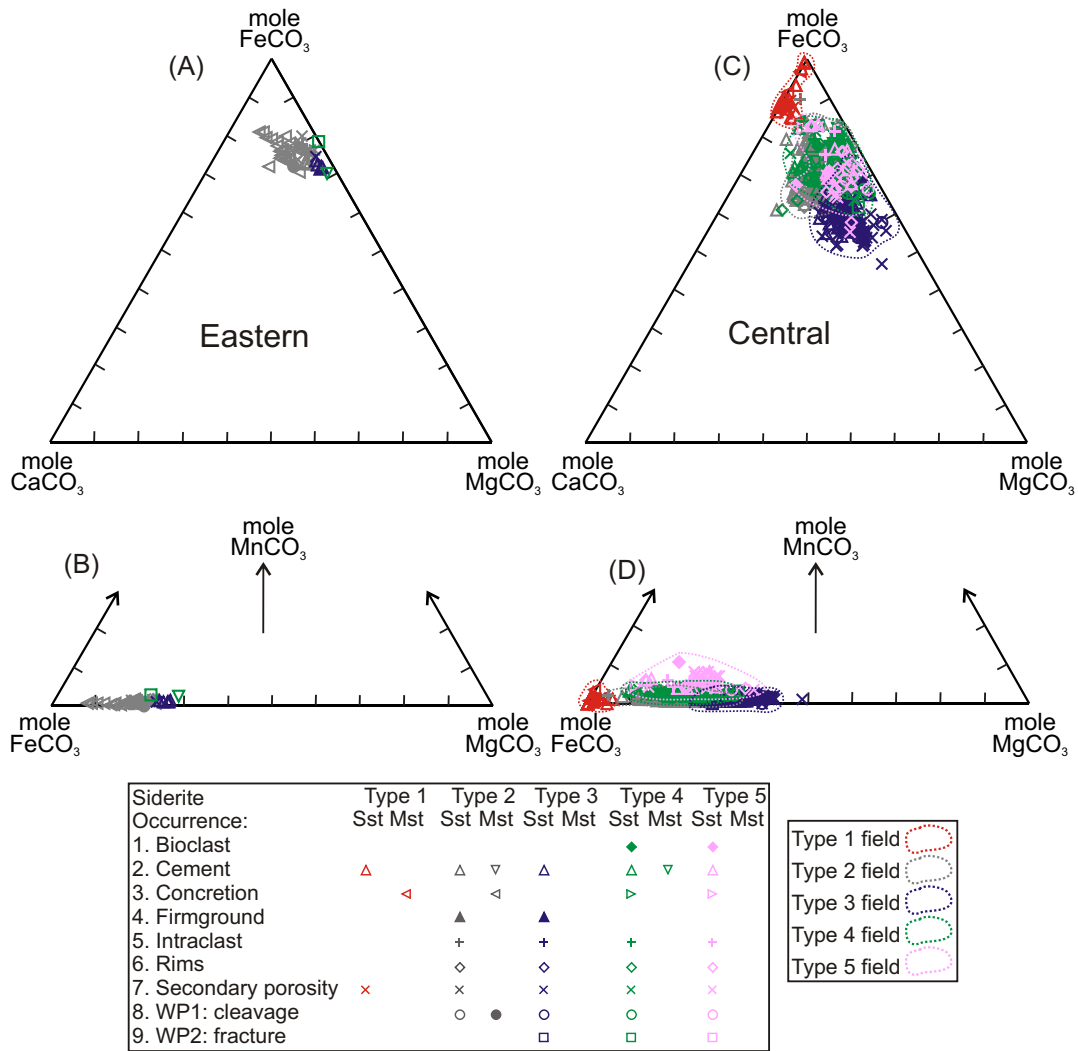 mole
FeCO₃
(A)
Eastern
mole
CaCO₃
mole
MgCO₃
mole
FeCO₃
(C)
Central
mole
CaCO₃
mole
MgCO₃
(B)
mole
MnCO₃
mole
FeCO₃
mole
MgCO₃
(D)
mole
MnCO₃
mole
FeCO₃
mole
MgCO₃
Siderite Type 1 Type 2 Type 3 Type 4 Type 5
Occurrence: Sst Mst Sst Mst Sst Mst Sst Mst Sst Mst
1. Bioclast
2. Cement
3. Concretion
4. Firmground
5. Intraclast
6. Rims
7. Secondary porosity
8. WP1: cleavage
9. WP2: fracture
Type 1 field
Type 2 field
Type 3 field
Type 4 field
Type 5 field